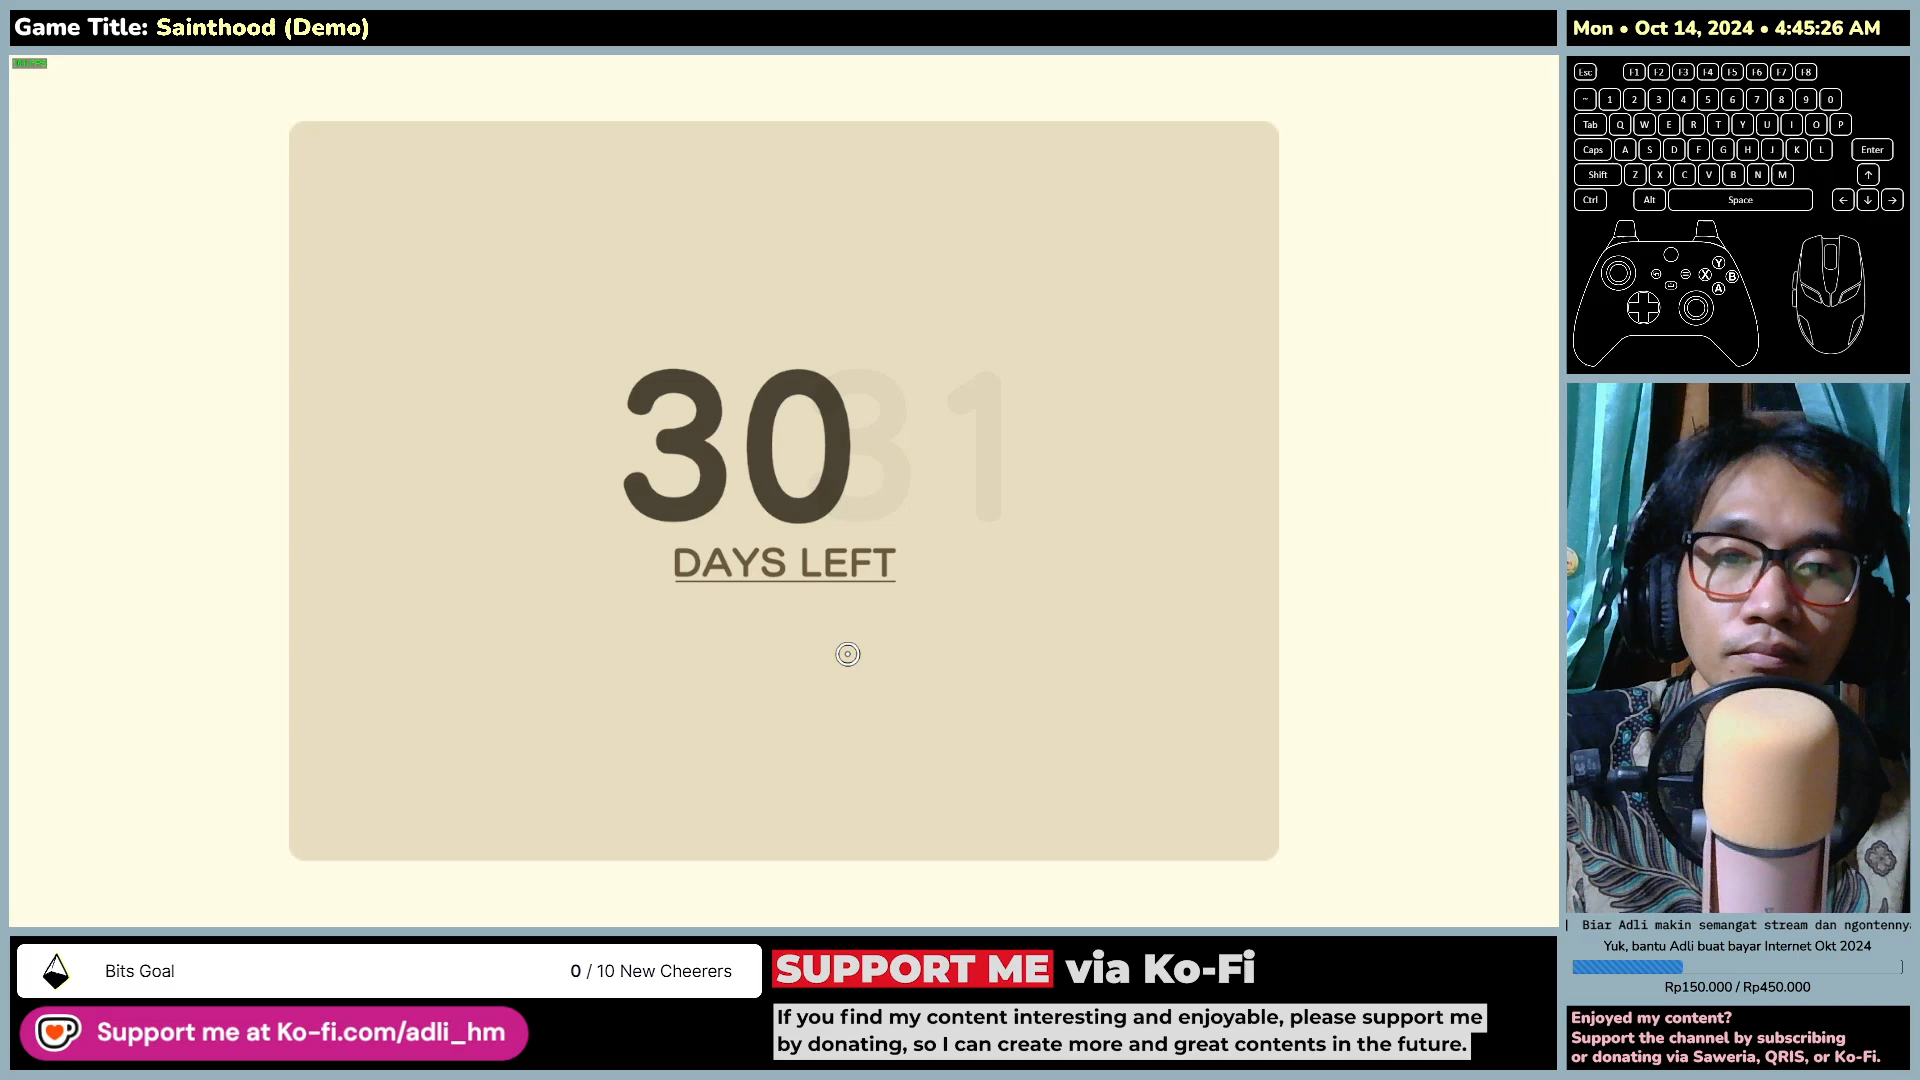 Game Title: Sainthood (Demo)
Mon • Oct 14, 2024 • 4:45:26 AM
Esc F1 F2 F3 F4 F5 F6 F7 F8
~ 1 2 3 4 5 6 7 8 9 0
Tab Q W E R T Y U I O P
Caps A S D F G H J K L Enter
Shift Z X C V B N M ↑
Ctrl Alt Space ← ↓ →
Y
X B
A
30 31
DAYS LEFT
Biar Adli makin semangat stream dan ngontennya
Yuk, bantu Adli buat bayar Internet Okt 2024
Rp150.000 / Rp450.000
Bits Goal 0 / 10 New Cheerers
Support me at Ko-fi.com/adli_hm
SUPPORT ME via Ko-Fi
If you find my content interesting and enjoyable, please support me
by donating, so I can create more and great contents in the future.
Enjoyed my content?
Support the channel by subscribing
or donating via Saweria, QRIS, or Ko-Fi.